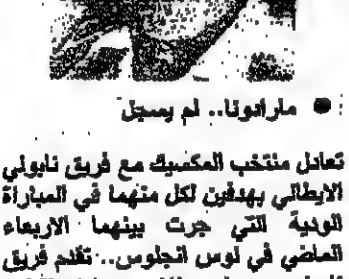 ● مارادونا.. لم يسجل
تعادل منتخب المكسيك مع فريق نابولي
الايطالي بهدفين لكل منهما في المباراة
الودية التي جرت بينهما الاربعاء
الماضي في لوس انجلوس.. تقدم فريق